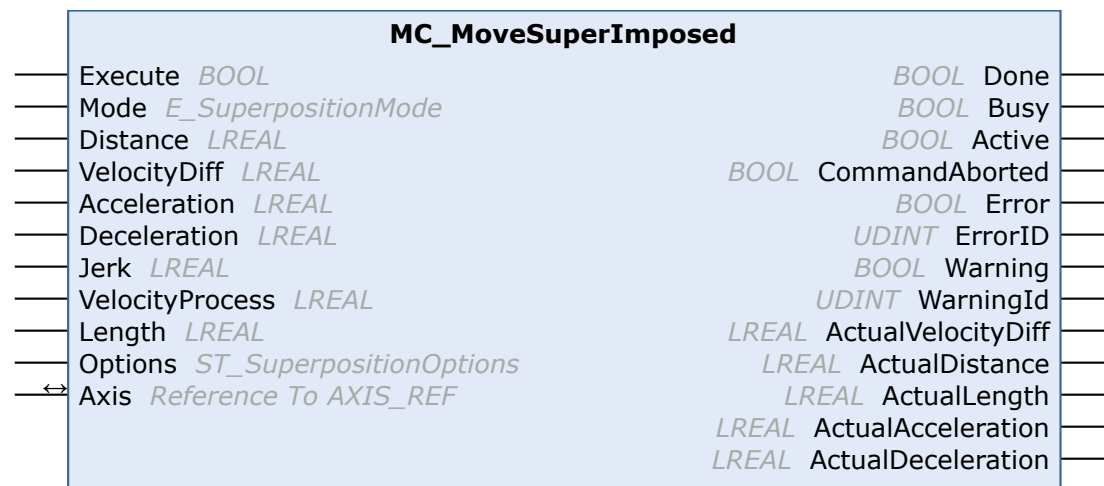 MC_MoveSuperImposed
Execute BOOL BOOL Done
Mode E_SuperpositionMode BOOL Busy
Distance LREAL BOOL Active
VelocityDiff LREAL BOOL CommandAborted
Acceleration LREAL BOOL Error
Deceleration LREAL UDINT ErrorID
Jerk LREAL BOOL Warning
VelocityProcess LREAL UDINT WarningId
Length LREAL LREAL ActualVelocityDiff
Options ST_SuperpositionOptions LREAL ActualDistance
↔ Axis Reference To AXIS_REF LREAL ActualLength
LREAL ActualAcceleration
LREAL ActualDeceleration